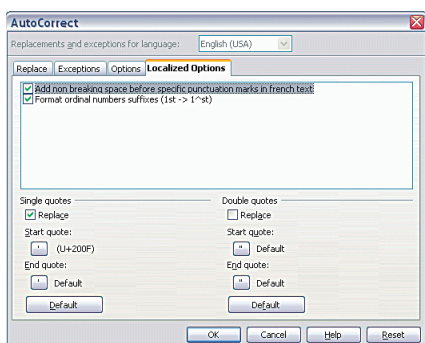 AutoCorrect
Replacements and exceptions for language: English (USA)
Replace Exceptions Options Localized Options
Add non breaking space before specific punctuation marks in french text
Format ordinal numbers suffixes (1st -> 1^st)
Single quotes Double quotes
Replace Replace
Start quote: Start quote:
' (U+200F) " Default
End quote: End quote:
' Default " Default
Default Default
OK Cancel Help Reset